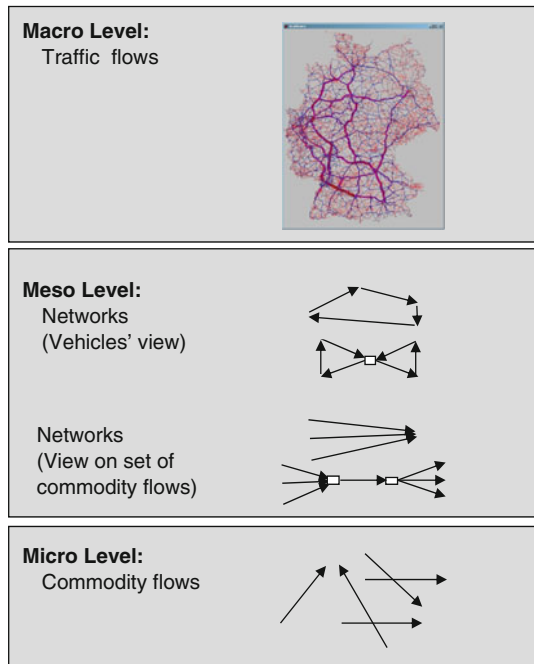 Macro Level:
Traffic flows
Meso Level:
Networks
(Vehicles' view)
Networks
(View on set of
commodity flows)
Micro Level:
Commodity flows